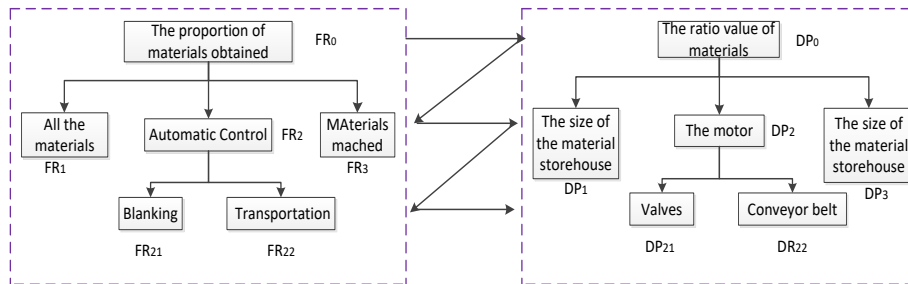 The proportion of
materials obtained
FR0
All the
materials
FR1
Automatic Control
FR2
MAterials
mached
FR3
Blanking
FR21
Transportation
FR22
The ratio value of
materials
DP0
The size of
the material
storehouse
DP1
The motor
DP2
The size of
the material
storehouse
DP3
Valves
DP21
Conveyor belt
DR22